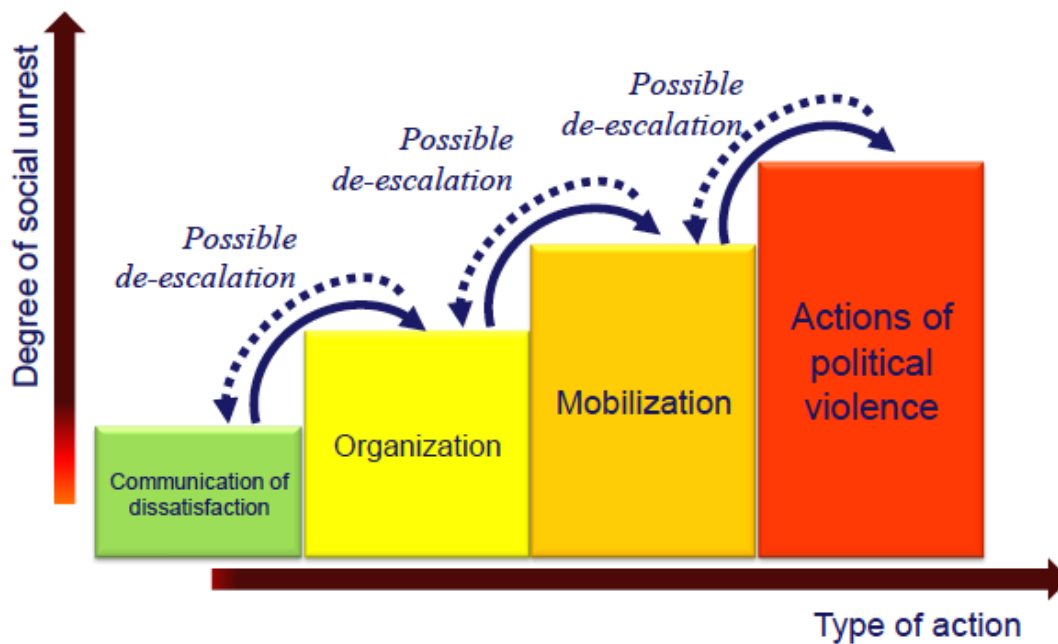 Degree of social unrest
Possible
de-escalation
Possible
de-escalation
Possible
de-escalation
Communication of
dissatisfaction
Organization
Mobilization
Actions of
political
violence
Type of action